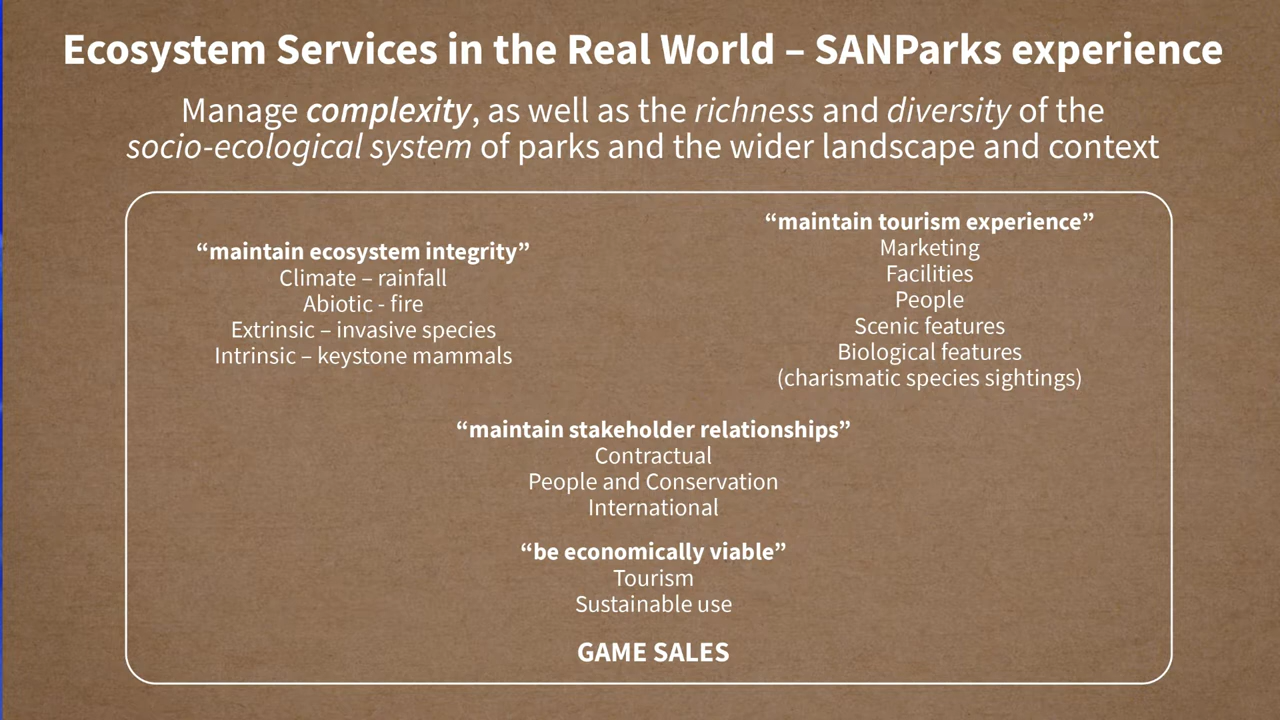 Ecosystem Services in the Real World – SANParks experience
Manage complexity, as well as the richness and diversity of the
socio-ecological system of parks and the wider landscape and context
“maintain ecosystem integrity”
Climate – rainfall
Abiotic - fire
Extrinsic – invasive species
Intrinsic – keystone mammals
“maintain tourism experience”
Marketing
Facilities
People
Scenic features
Biological features
(charismatic species sightings)
“maintain stakeholder relationships”
Contractual
People and Conservation
International
“be economically viable”
Tourism
Sustainable use
GAME SALES